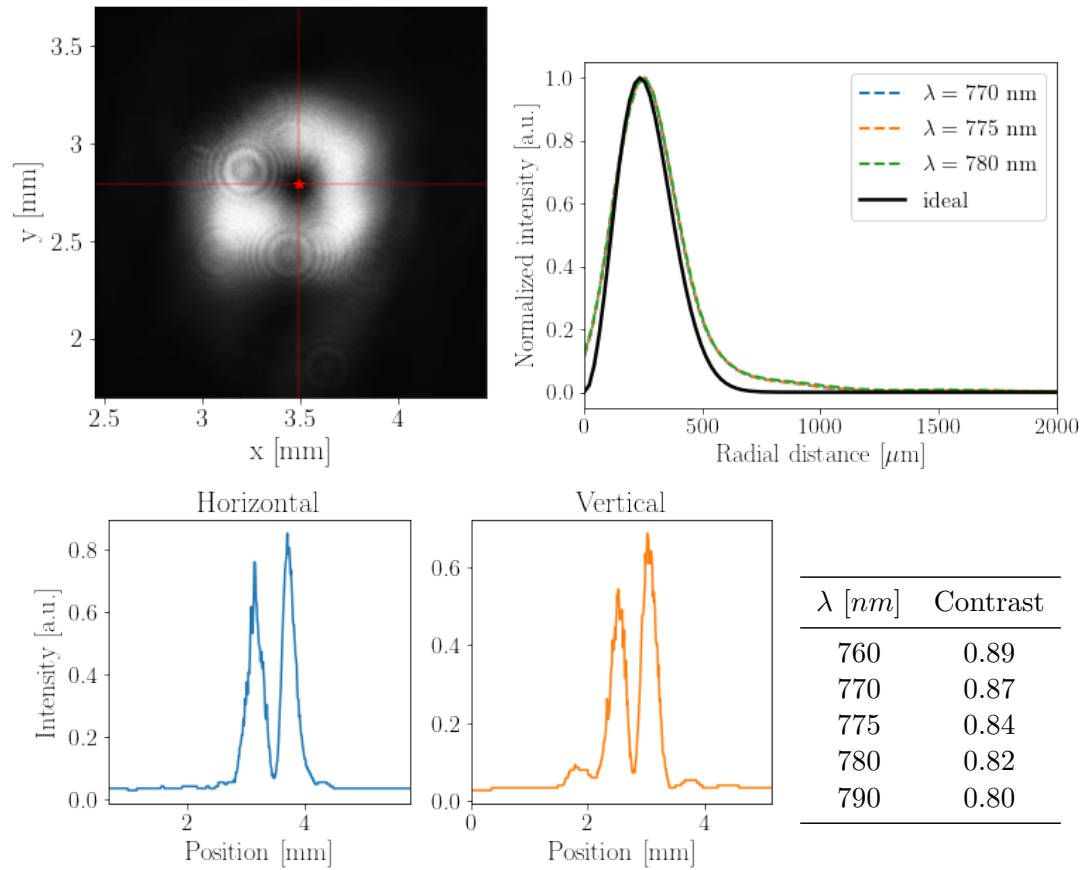 3.5
3
2.5
2
y [mm]
2.5
3
3.5
4
x [mm]
1.0
0.8
0.6
0.4
0.2
0.0
Normalized intensity [a.u.]
λ = 770 nm
λ = 775 nm
λ = 780 nm
ideal
0
500
1000
1500
2000
Radial distance [μm]
Horizontal
0.8
0.6
0.4
0.2
0.0
Intensity [a.u.]
2
4
Position [mm]
Vertical
0.6
0.4
0.2
0.0
0
2
4
Position [mm]
λ [nm] Contrast
760 0.89
770 0.87
775 0.84
780 0.82
790 0.80